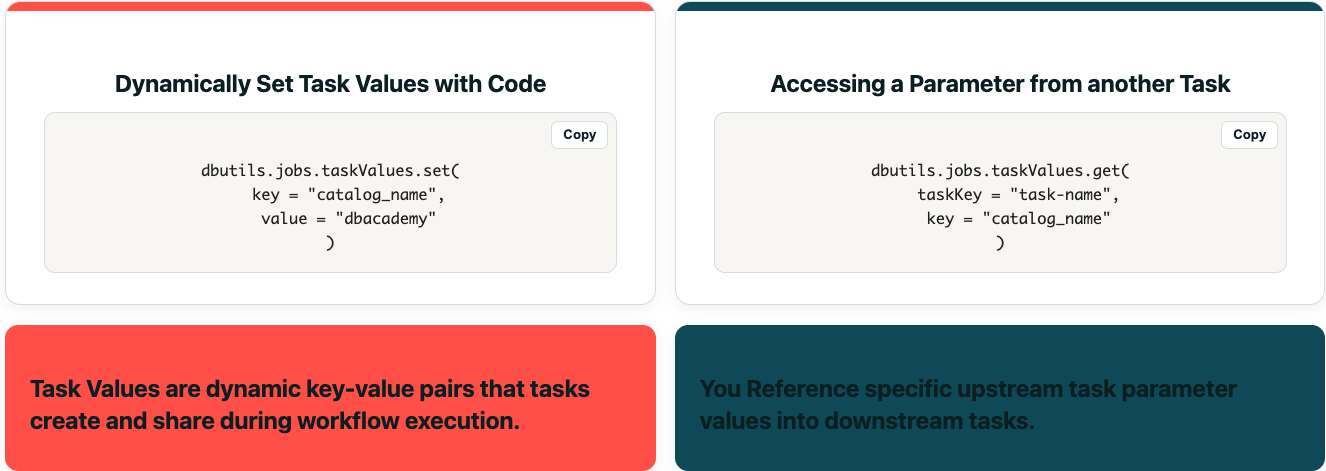 Dynamically Set Task Values with Code
Copy
dbutils.jobs.taskValues.set(
key = "catalog_name",
value = "dbacademy"
)
Task Values are dynamic key-value pairs that tasks
create and share during workflow execution.
Accessing a Parameter from another Task
Copy
dbutils.jobs.taskValues.get(
taskKey = "task-name",
key = "catalog_name"
)
You Reference specific upstream task parameter
values into downstream tasks.